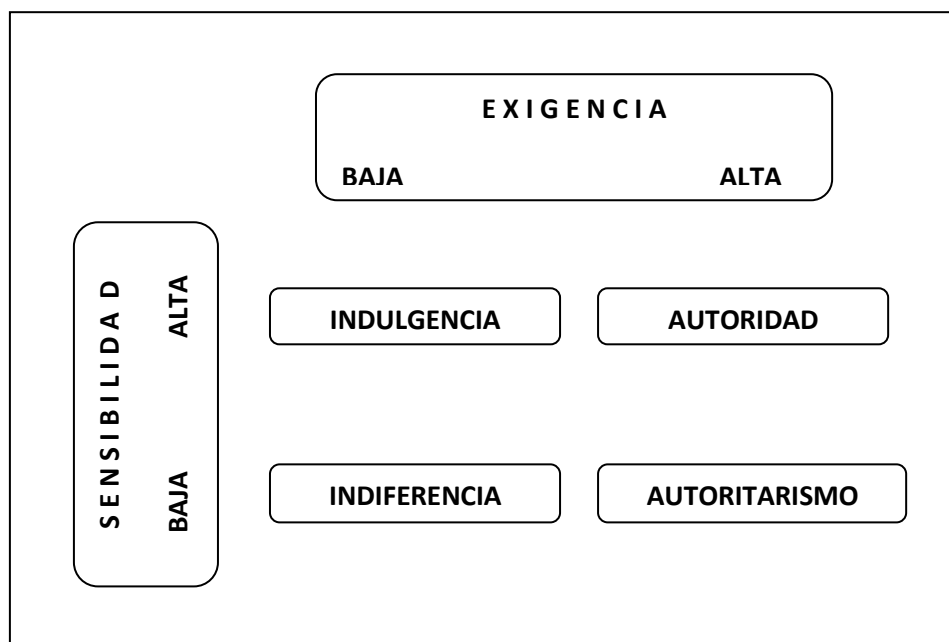 E X I G E N C I A
BAJA ALTA
S E N S I B I L I D A D
ALTA
BAJA
INDULGENCIA
AUTORIDAD
INDIFERENCIA
AUTORITARISMO